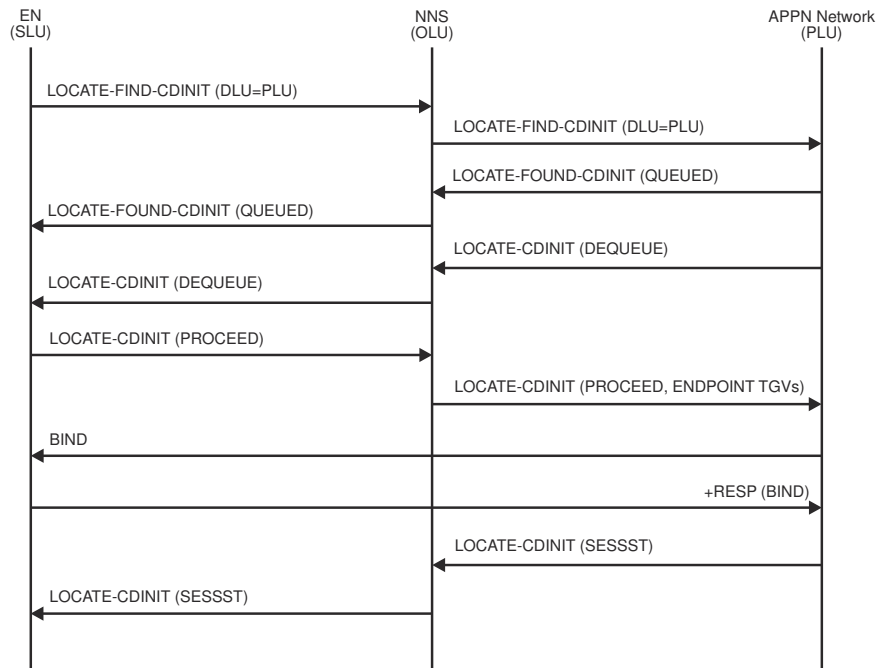 EN
(SLU)
NNS
(OLU)
APPN Network
(PLU)
LOCATE-FIND-CDINIT (DLU=PLU)
LOCATE-FIND-CDINIT (DLU=PLU)
LOCATE-FOUND-CDINIT (QUEUED)
LOCATE-FOUND-CDINIT (QUEUED)
LOCATE-CDINIT (DEQUEUE)
LOCATE-CDINIT (DEQUEUE)
LOCATE-CDINIT (PROCEED)
LOCATE-CDINIT (PROCEED, ENDPOINT TGVs)
BIND
+RESP (BIND)
LOCATE-CDINIT (SESSST)
LOCATE-CDINIT (SESSST)